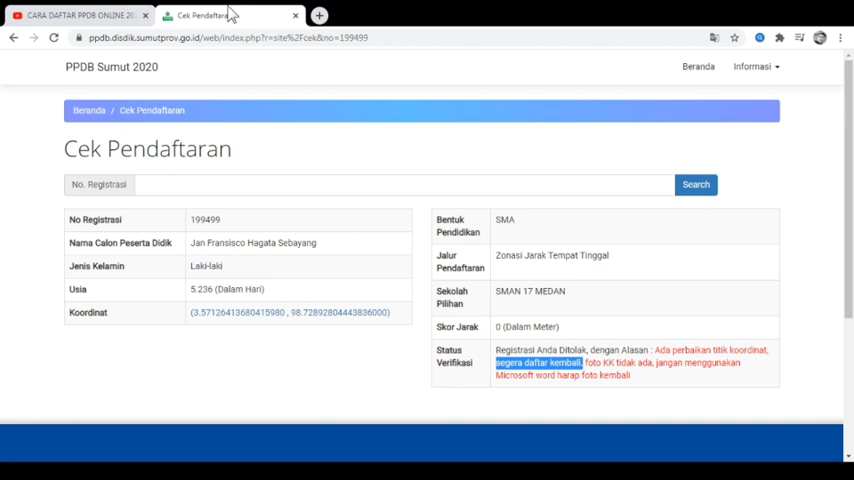 CARA DAFTAR PPDB ONLINE 202
Cek Pendaftara
ppdb.disdik.sumutprov.go.id/web/index.php?r=site%2Fcek&no=199499
PPDB Sumut 2020
Beranda
Informasi
Beranda / Cek Pendaftaran
Cek Pendaftaran
No. Registrasi
Search
No Registrasi 199499
Nama Calon Peserta Didik Jan Fransisco Hagata Sebayang
Jenis Kelamin Laki-laki
Usia 5.236 (Dalam Hari)
Koordinat (3.57126413680415980 , 98.72892804443836000)
Bentuk
Pendidikan
SMA
Jalur
Pendaftaran
Zonasi Jarak Tempat Tinggal
Sekolah
Pilihan
SMAN 17 MEDAN
Skor Jarak 0 (Dalam Meter)
Status
Verifikasi
Registrasi Anda Ditolak, dengan Alasan : Ada perbaikan titik koordinat,
segera daftar kembali, foto KK tidak ada, jangan menggunakan
Microsoft word harap foto kembali